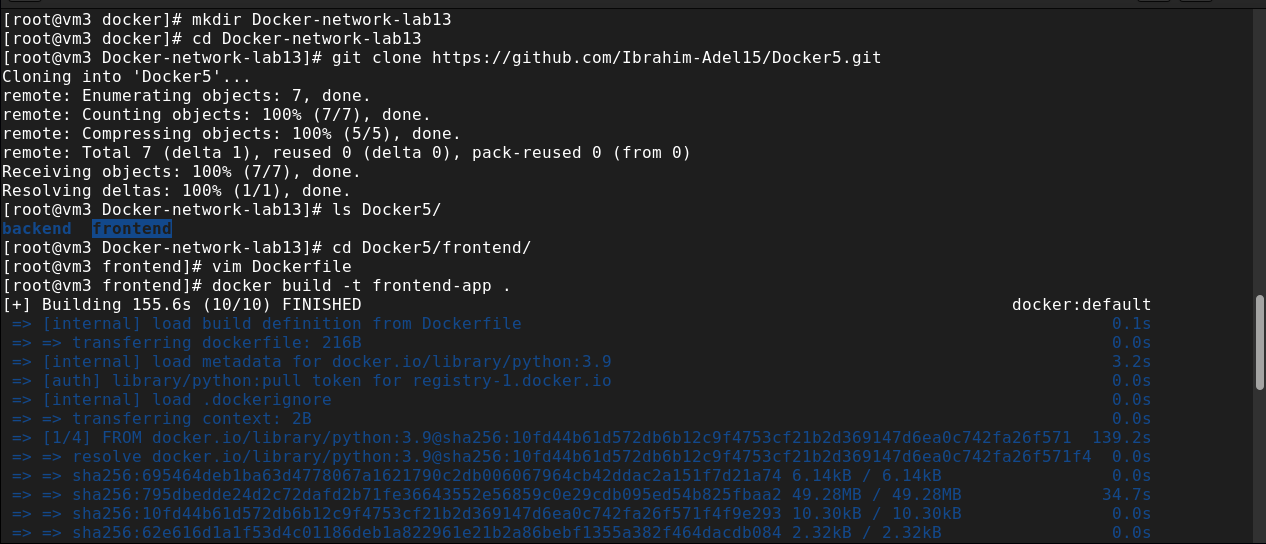 [root@vm3 docker]# mkdir Docker-network-lab13
[root@vm3 docker]# cd Docker-network-lab13
[root@vm3 Docker-network-lab13]# git clone https://github.com/Ibrahim-Adel15/Docker5.git
Cloning into 'Docker5'...
remote: Enumerating objects: 7, done.
remote: Counting objects: 100% (7/7), done.
remote: Compressing objects: 100% (5/5), done.
remote: Total 7 (delta 1), reused 0 (delta 0), pack-reused 0 (from 0)
Receiving objects: 100% (7/7), done.
Resolving deltas: 100% (1/1), done.
[root@vm3 Docker-network-lab13]# ls Docker5/
backend  frontend
[root@vm3 Docker-network-lab13]# cd Docker5/frontend/
[root@vm3 frontend]# vim Dockerfile
[root@vm3 frontend]# docker build -t frontend-app .
[+] Building 155.6s (10/10) FINISHED docker:default
=> [internal] load build definition from Dockerfile 0.1s
=> => transferring dockerfile: 216B 0.0s
=> [internal] load metadata for docker.io/library/python:3.9 3.2s
=> [auth] library/python:pull token for registry-1.docker.io 0.0s
=> [internal] load .dockerignore 0.0s
=> => transferring context: 2B 0.0s
=> [1/4] FROM docker.io/library/python:3.9@sha256:10fd44b61d572db6b12c9f4753cf21b2d369147d6ea0c742fa26f571 139.2s
=> => resolve docker.io/library/python:3.9@sha256:10fd44b61d572db6b12c9f4753cf21b2d369147d6ea0c742fa26f571f4 0.0s
=> => sha256:695464deb1ba63d4778067a1621790c2db006067964cb42ddac2a151f7d21a74 6.14kB / 6.14kB 0.0s
=> => sha256:795dbedde24d2c72dafd2b71fe36643552e56859c0e29cdb095ed54b825fbaa2 49.28MB / 49.28MB 34.7s
=> => sha256:10fd44b61d572db6b12c9f4753cf21b2d369147d6ea0c742fa26f571f4f9e293 10.30kB / 10.30kB 0.0s
=> => sha256:62e616d1a1f53d4c01186deb1a822961e21b2a86bebf1355a382f464dacdb084 2.32kB / 2.32kB 0.0s